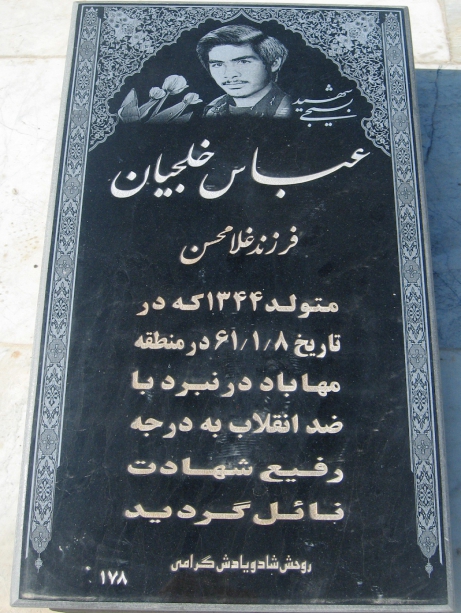 شهید
بسیجی
عباس خلجیان
فرزند غلامحسن
متولد ۱۳۴۴ که در
تاریخ ۶۱/۱/۸ در منطقه
مهاباد در نبرد با
ضد انقلاب به درجه
رفیع شهادت
نائل گردید
روحش شاد و یادش گرامی
۱۷۸